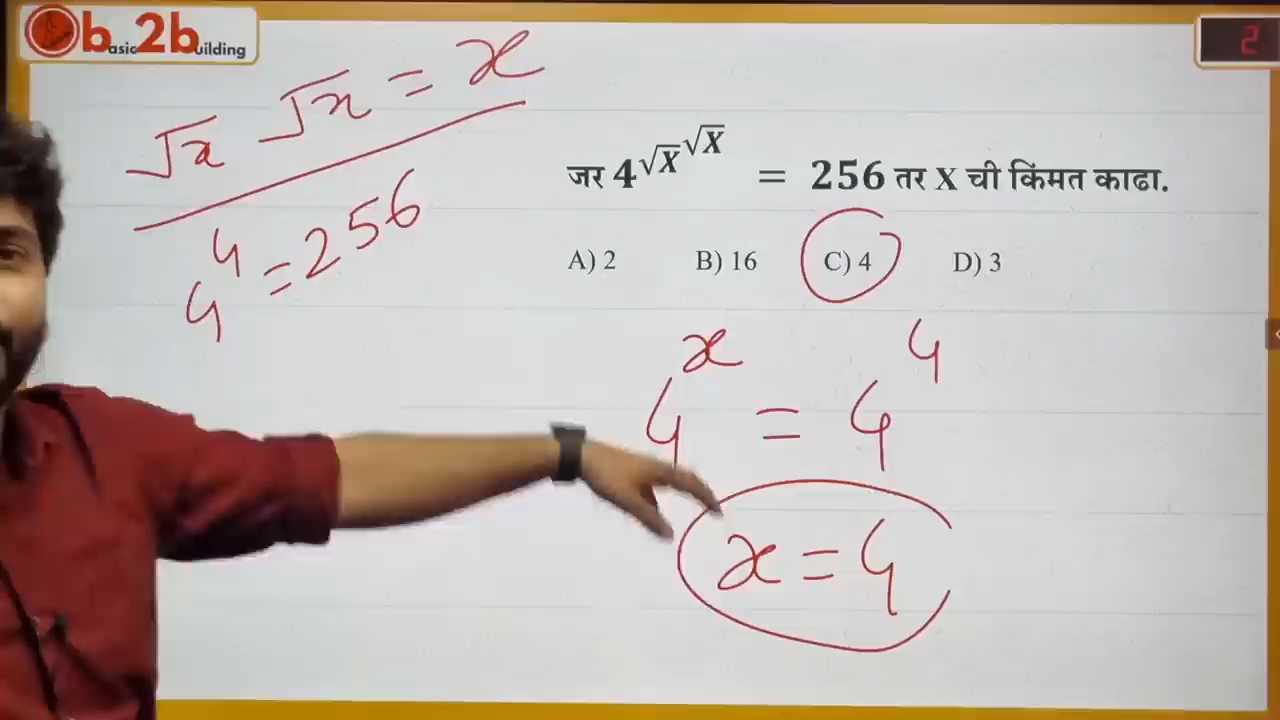 Basic 2b uilding
2
√x √x = x
4^4 = 256
जर 4^√X^√X = 256 तर X ची किंमत काढा.
A) 2 B) 16 C) 4 D) 3
4^x = 4^4
x = 4